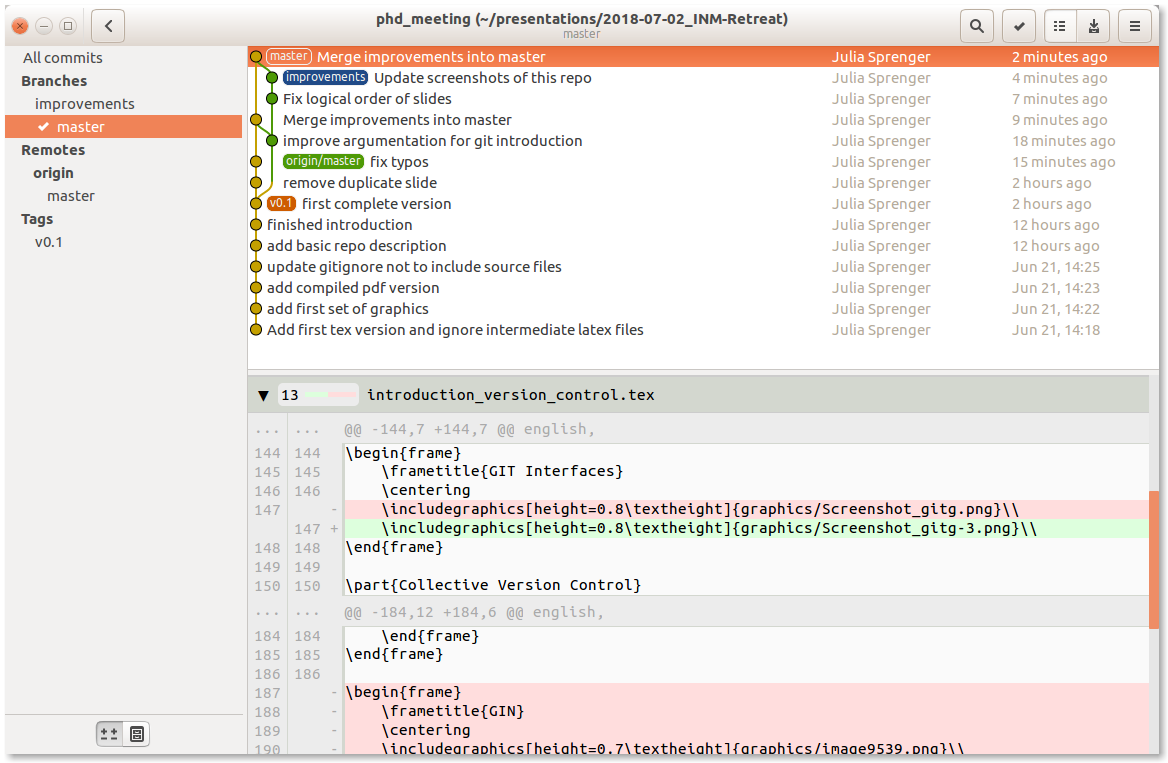 phd_meeting (~/presentations/2018-07-02_INM-Retreat)
master
All commits
Branches
improvements
master
Remotes
origin
master
Tags
v0.1
master Merge improvements into master Julia Sprenger 2 minutes ago
improvements Update screenshots of this repo Julia Sprenger 4 minutes ago
Fix logical order of slides Julia Sprenger 7 minutes ago
Merge improvements into master Julia Sprenger 9 minutes ago
improve argumentation for git introduction Julia Sprenger 18 minutes ago
origin/master fix typos Julia Sprenger 15 minutes ago
remove duplicate slide Julia Sprenger 2 hours ago
v0.1 first complete version Julia Sprenger 2 hours ago
finished introduction Julia Sprenger 12 hours ago
add basic repo description Julia Sprenger 12 hours ago
update gitignore not to include source files Julia Sprenger Jun 21, 14:25
add compiled pdf version Julia Sprenger Jun 21, 14:23
add first set of graphics Julia Sprenger Jun 21, 14:22
Add first tex version and ignore intermediate latex files Julia Sprenger Jun 21, 14:18
▼ 13 introduction_version_control.tex
... ... @@ -144,7 +144,7 @@ english,
144 144 \begin{frame}
145 145 \frametitle{GIT Interfaces}
146 146 \centering
147 - \includegraphics[height=0.8\textheight]{graphics/Screenshot_gitg.png}\\
147 + \includegraphics[height=0.8\textheight]{graphics/Screenshot_gitg-3.png}\\
148 148 \end{frame}
149 149
150 150 \part{Collective Version Control}
... ... @@ -184,12 +184,6 @@ english,
184 184 \end{frame}
185 185 \end{frame}
186 186
187 - \begin{frame}
188 - \frametitle{GIN}
189 - \centering
190 - \includegraphics[height=0.7\textheight]{graphics/image9539.png}\\